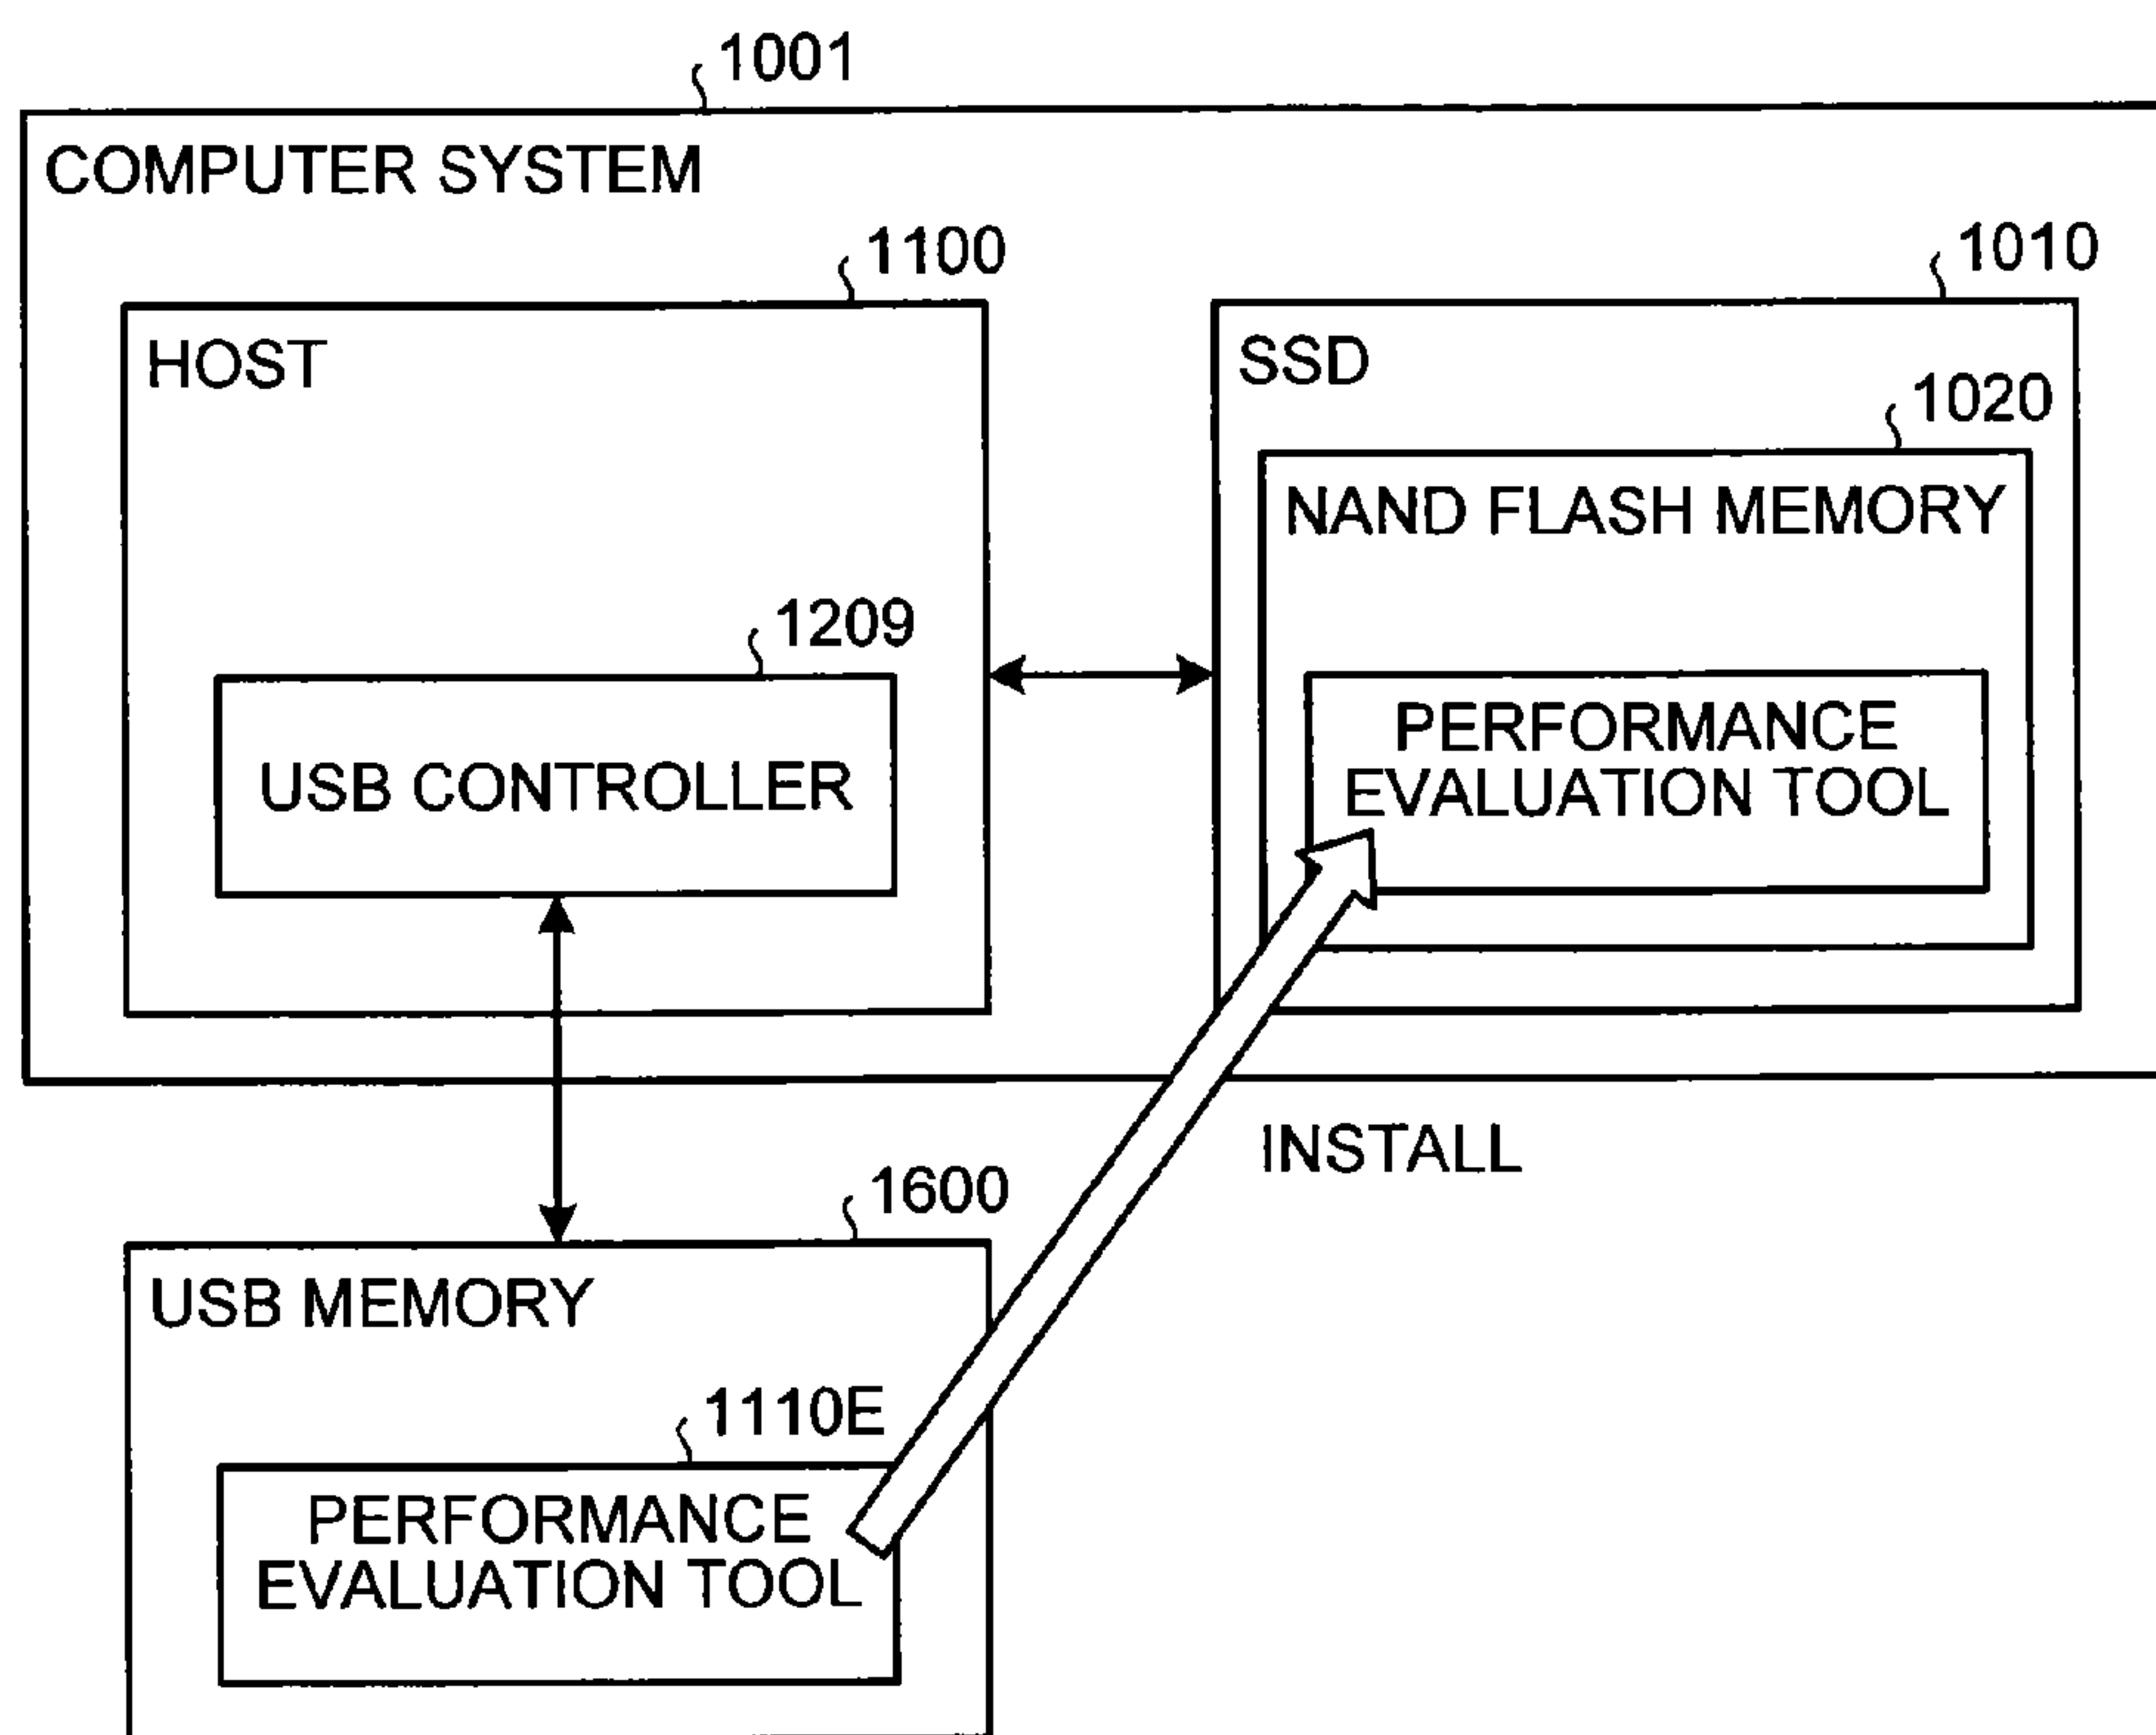 1001
COMPUTER SYSTEM
1100
1010
HOST
SSD
1020
NAND FLASH MEMORY
1209
USB CONTROLLER
PERFORMANCE
EVALUATION TOOL
INSTALL
1600
USB MEMORY
1110E
PERFORMANCE
EVALUATION TOOL